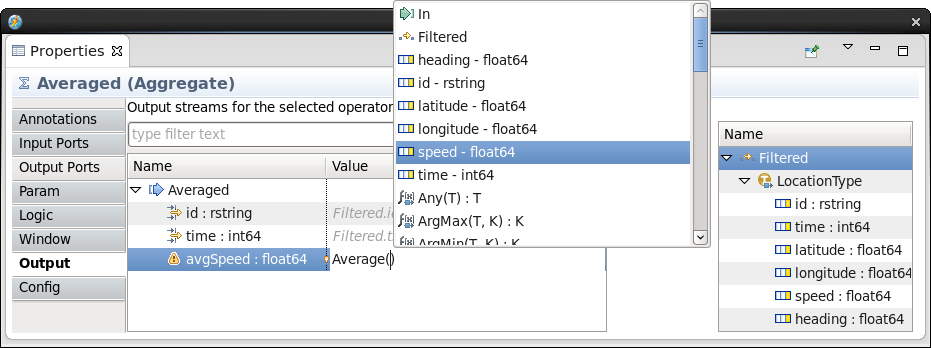 Properties
Averaged (Aggregate)
Annotations
Input Ports
Output Ports
Param
Logic
Window
Output
Config
Output streams for the selected operator
type filter text
Name Value
Averaged
id : rstring Filtered.i
time : int64 Filtered.t
avgSpeed : float64 Average()
In
Filtered
heading - float64
id - rstring
latitude - float64
longitude - float64
speed - float64
time - int64
Any(T) : T
ArgMax(T, K) : K
ArgMin(T, K) : K
Name
Filtered
LocationType
id : rstring
time : int64
latitude : float64
longitude : float64
speed : float64
heading : float64